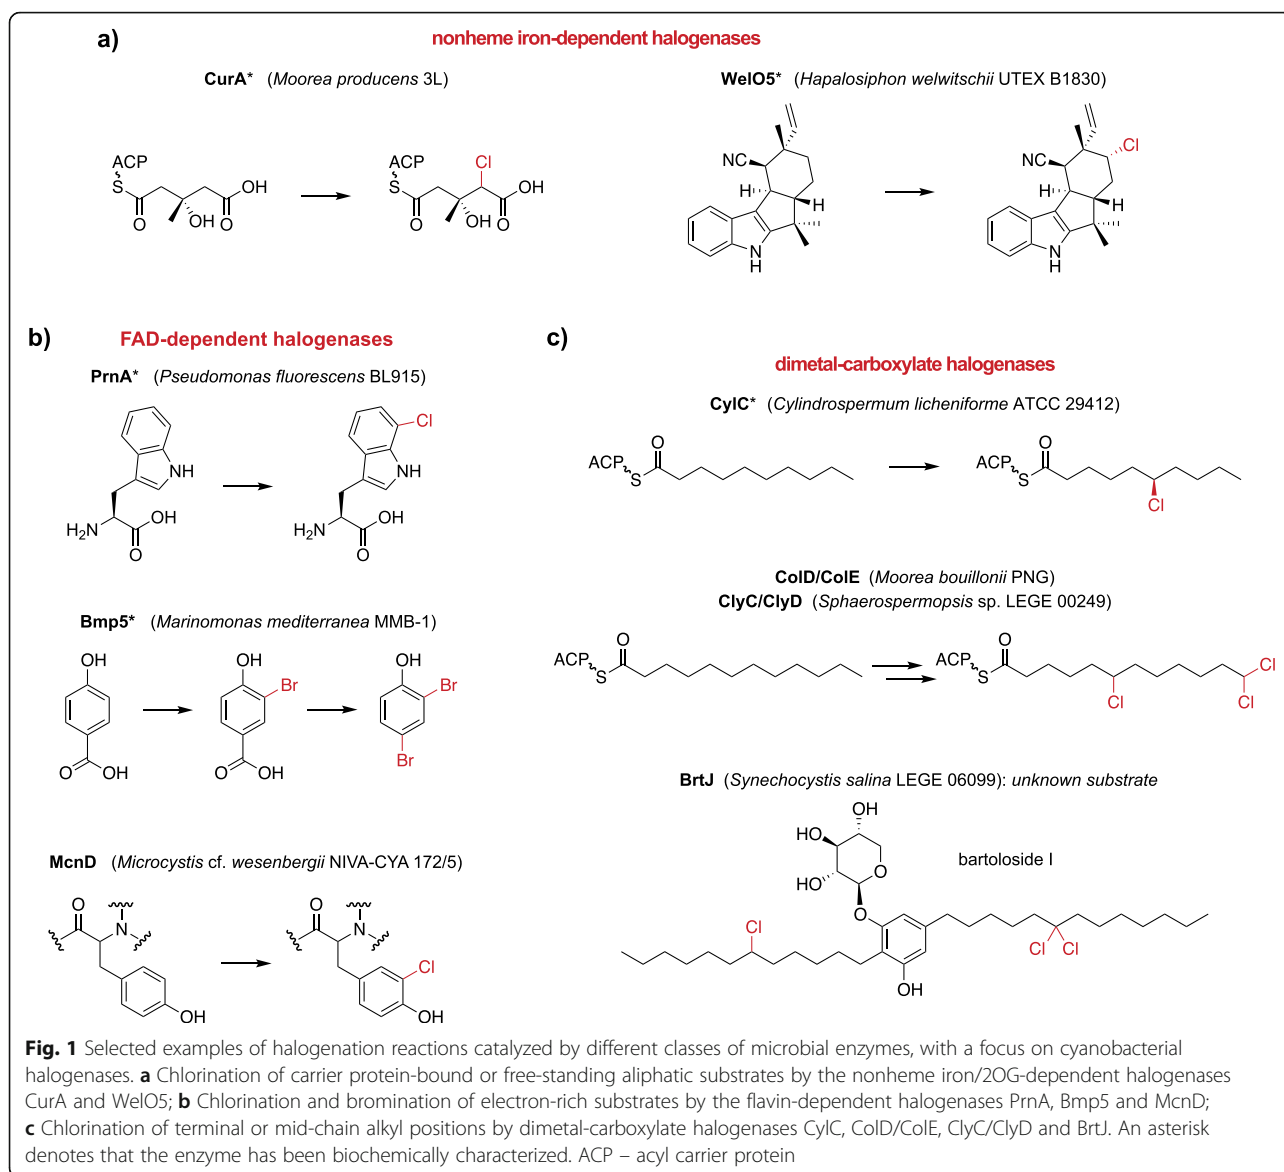 a)
nonheme iron-dependent halogenases
CurA* (Moorea producens 3L)
WelO5* (Hapalosiphon welwitschii UTEX B1830)
ACP
S
O
OH
O
OH
ACP
S
O
Cl
OH
O
OH
NC
H
H
N
H
NC
Cl
H
H
N
H
b)
FAD-dependent halogenases
PrnA* (Pseudomonas fluorescens BL915)
NH
H2N
OH
O
Cl
NH
H2N
OH
O
Bmp5* (Marinomonas mediterranea MMB-1)
OH
O
OH
OH
Br
O
OH
OH
Br
Br
McnD (Microcystis cf. wesenbergii NIVA-CYA 172/5)
O
N
OH
O
N
Cl
OH
c)
dimetal-carboxylate halogenases
CylC* (Cylindrospermum licheniforme ATCC 29412)
O
ACP
S
O
ACP
S
Cl
ColD/ColE (Moorea bouillonii PNG)
ClyC/ClyD (Sphaerospermopsis sp. LEGE 00249)
O
ACP
S
O
ACP
S
Cl
Cl
Cl
BrtJ (Synechocystis salina LEGE 06099): unknown substrate
OH
HO
HO
O
O
bartoloside I
Cl
Cl
Cl
OH
Fig. 1 Selected examples of halogenation reactions catalyzed by different classes of microbial enzymes, with a focus on cyanobacterial
halogenases. a Chlorination of carrier protein-bound or free-standing aliphatic substrates by the nonheme iron/2OG-dependent halogenases
CurA and WelO5; b Chlorination and bromination of electron-rich substrates by the flavin-dependent halogenases PrnA, Bmp5 and McnD;
c Chlorination of terminal or mid-chain alkyl positions by dimetal-carboxylate halogenases CylC, ColD/ColE, ClyC/ClyD and BrtJ. An asterisk
denotes that the enzyme has been biochemically characterized. ACP – acyl carrier protein